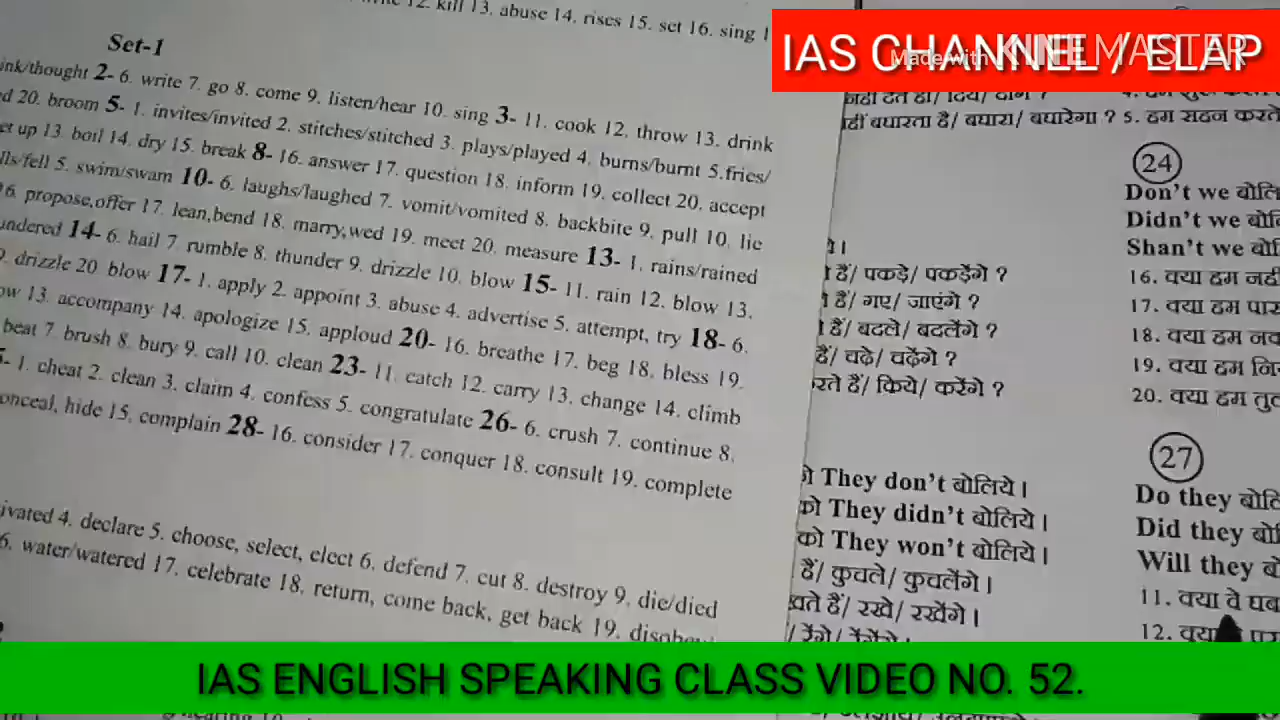 kill 13. abuse 14. rises 15. set 16. sing
IAS CHANNEL / ELAP
Made with KINEMASTER
Set-1
ink/thought 2- 6. write 7. go 8. come 9. listen/hear 10. sing 3- 11. cook 12. throw 13. drink
ed 20. broom 5- 1. invites/invited 2. stitches/stitched 3. plays/played 4. burns/burnt 5.fries/
et up 13. boil 14. dry 15. break 8- 16. answer 17. question 18. inform 19. collect 20. accept
lls/fell 5. swim/swam 10- 6. laughs/laughed 7. vomit/vomited 8. backbite 9. pull 10. lie
16. propose,offer 17. lean,bend 18. marry,wed 19. meet 20. measure 13- 1. rains/rained
undered 14- 6. hail 7. rumble 8. thunder 9. drizzle 10. blow 15- 11. rain 12. blow 13.
9. drizzle 20. blow 17- 1. apply 2. appoint 3. abuse 4. advertise 5. attempt, try 18- 6.
ow 13. accompany 14. apologize 15. apploud 20- 16. breathe 17. beg 18. bless 19.
beat 7. brush 8. bury 9. call 10. clean 23- 11. catch 12. carry 13. change 14. climb
- 1. cheat 2. clean 3. claim 4. confess 5. congratulate 26- 6. crush 7. continue 8.
onceal, hide 15. complain 28- 16. consider 17. conquer 18. consult 19. complete
ivated 4. declare 5. choose, select, elect 6. defend 7. cut 8. destroy 9. die/died
6. water/watered 17. celebrate 18. return, come back, get back 19.
बघारता है/ बघारा/ बघारेगा ? 5. हम सहन करते
हैं/ पकड़े/ पकड़ेंगे ?
हैं/ गए/ जाएंगे ?
हैं/ बदले/ बदलेंगे ?
हैं/ चढ़े/ चढ़ेंगे ?
करते हैं/ किये/ करेंगे ?
को They don't बोलिये।
को They didn't बोलिये।
को They won't बोलिये।
हैं/ कुचले/ कुचलेंगे।
रखते हैं/ रखे/ रखेंगे।
24
Don't we
Didn't we
Shan't we
16. क्या हम नहीं
17. क्या हम
18. क्या हम
19. क्या हम
20. क्या हम
27
Do they
Did they
Will they
11. क्या वे
12.
IAS ENGLISH SPEAKING CLASS VIDEO NO. 52.